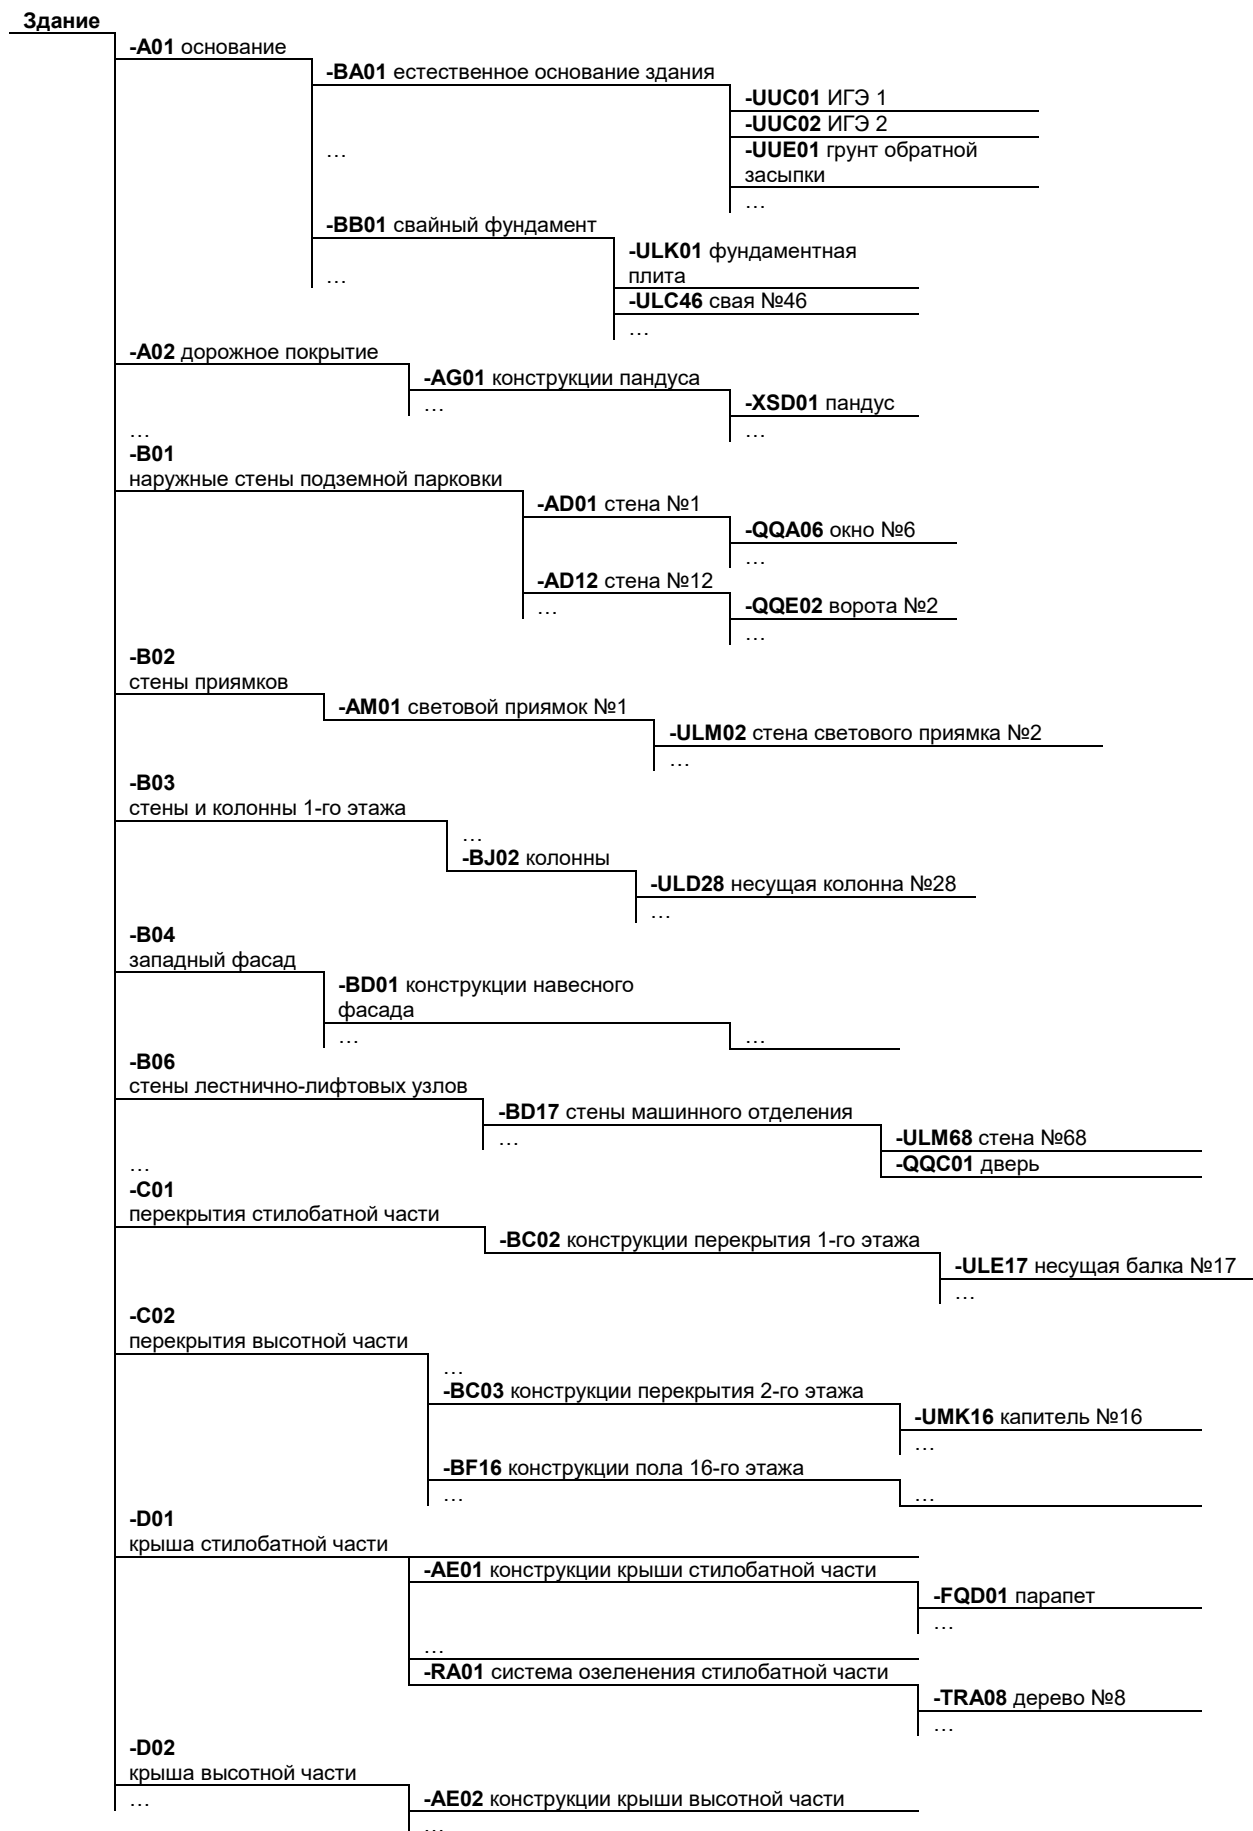 Здание
-A01 основание
-BA01 естественное основание здания
-UUC01 ИГЭ 1
-UUC02 ИГЭ 2
…
-UUE01 грунт обратной
засыпки
…
-BB01 свайный фундамент
-ULK01 фундаментная
…
плита
-ULC46 свая №46
…
-A02 дорожное покрытие
-AG01 конструкции пандуса
…
-XSD01 пандус
…
…
-B01
наружные стены подземной парковки
-AD01 стена №1
-QQA06 окно №6
…
-AD12 стена №12
…
-QQE02 ворота №2
…
-B02
стены приямков
-AM01 световой приямок №1
-ULM02 стена светового приямка №2
…
-B03
стены и колонны 1-го этажа
…
-BJ02 колонны
-ULD28 несущая колонна №28
…
-B04
западный фасад
-BD01 конструкции навесного
фасада
…
…
-B06
стены лестнично-лифтовых узлов
-BD17 стены машинного отделения
…
-ULM68 стена №68
…
-QQC01 дверь
-C01
перекрытия стилобатной части
-BC02 конструкции перекрытия 1-го этажа
-ULE17 несущая балка №17
…
-C02
перекрытия высотной части
…
-BC03 конструкции перекрытия 2-го этажа
-UMK16 капитель №16
…
-BF16 конструкции пола 16-го этажа
…
…
-D01
крыша стилобатной части
-AE01 конструкции крыши стилобатной части
-FQD01 парапет
…
…
-RA01 система озеленения стилобатной части
-TRA08 дерево №8
…
-D02
крыша высотной части
…
-AE02 конструкции крыши высотной части
…